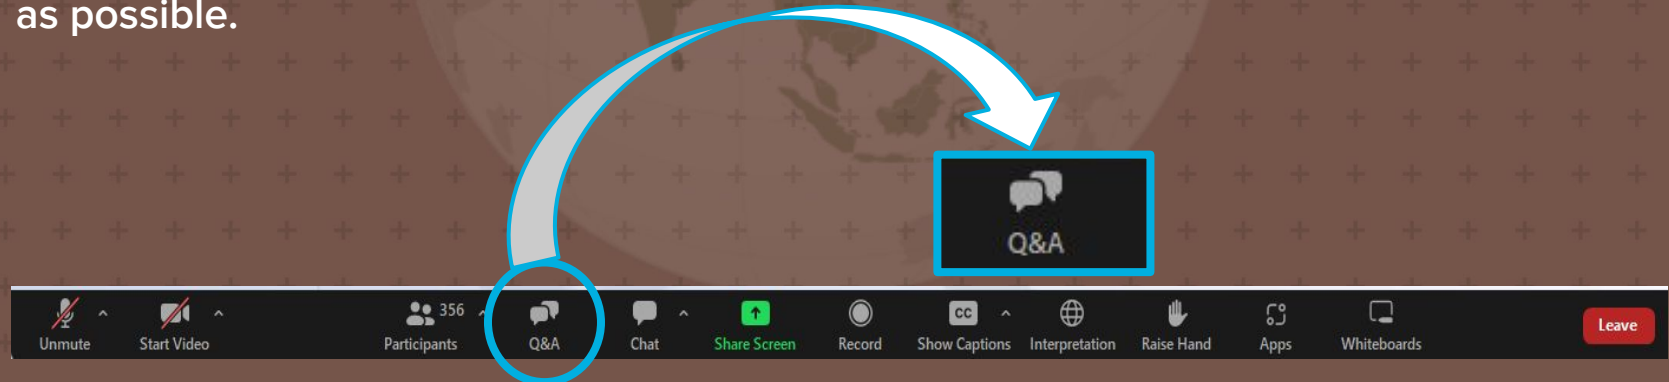 as possible.
Q&A
356
Unmute Start Video Participants Q&A Chat Share Screen Record CC Show Captions Interpretation Raise Hand Apps Whiteboards Leave